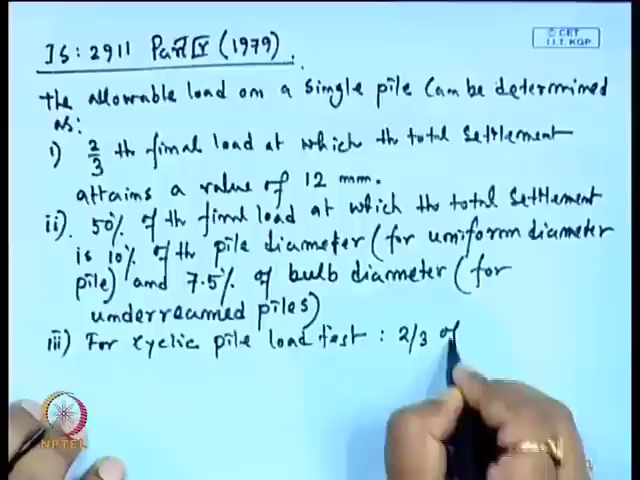 © CET
I.I.T. KGP
IS: 2911 Part IV (1979).
The allowable load on a single pile can be determined
as:
i) 2/3 th final load at which the total settlement
attains a value of 12 mm.
ii). 50% of th final load at which the total settlement
is 10% of th pile diameter (for uniform diameter
pile) and 7.5% of bulb diameter (for
underreamed piles)
iii) For cyclic pile load test : 2/3 of
NPTEL